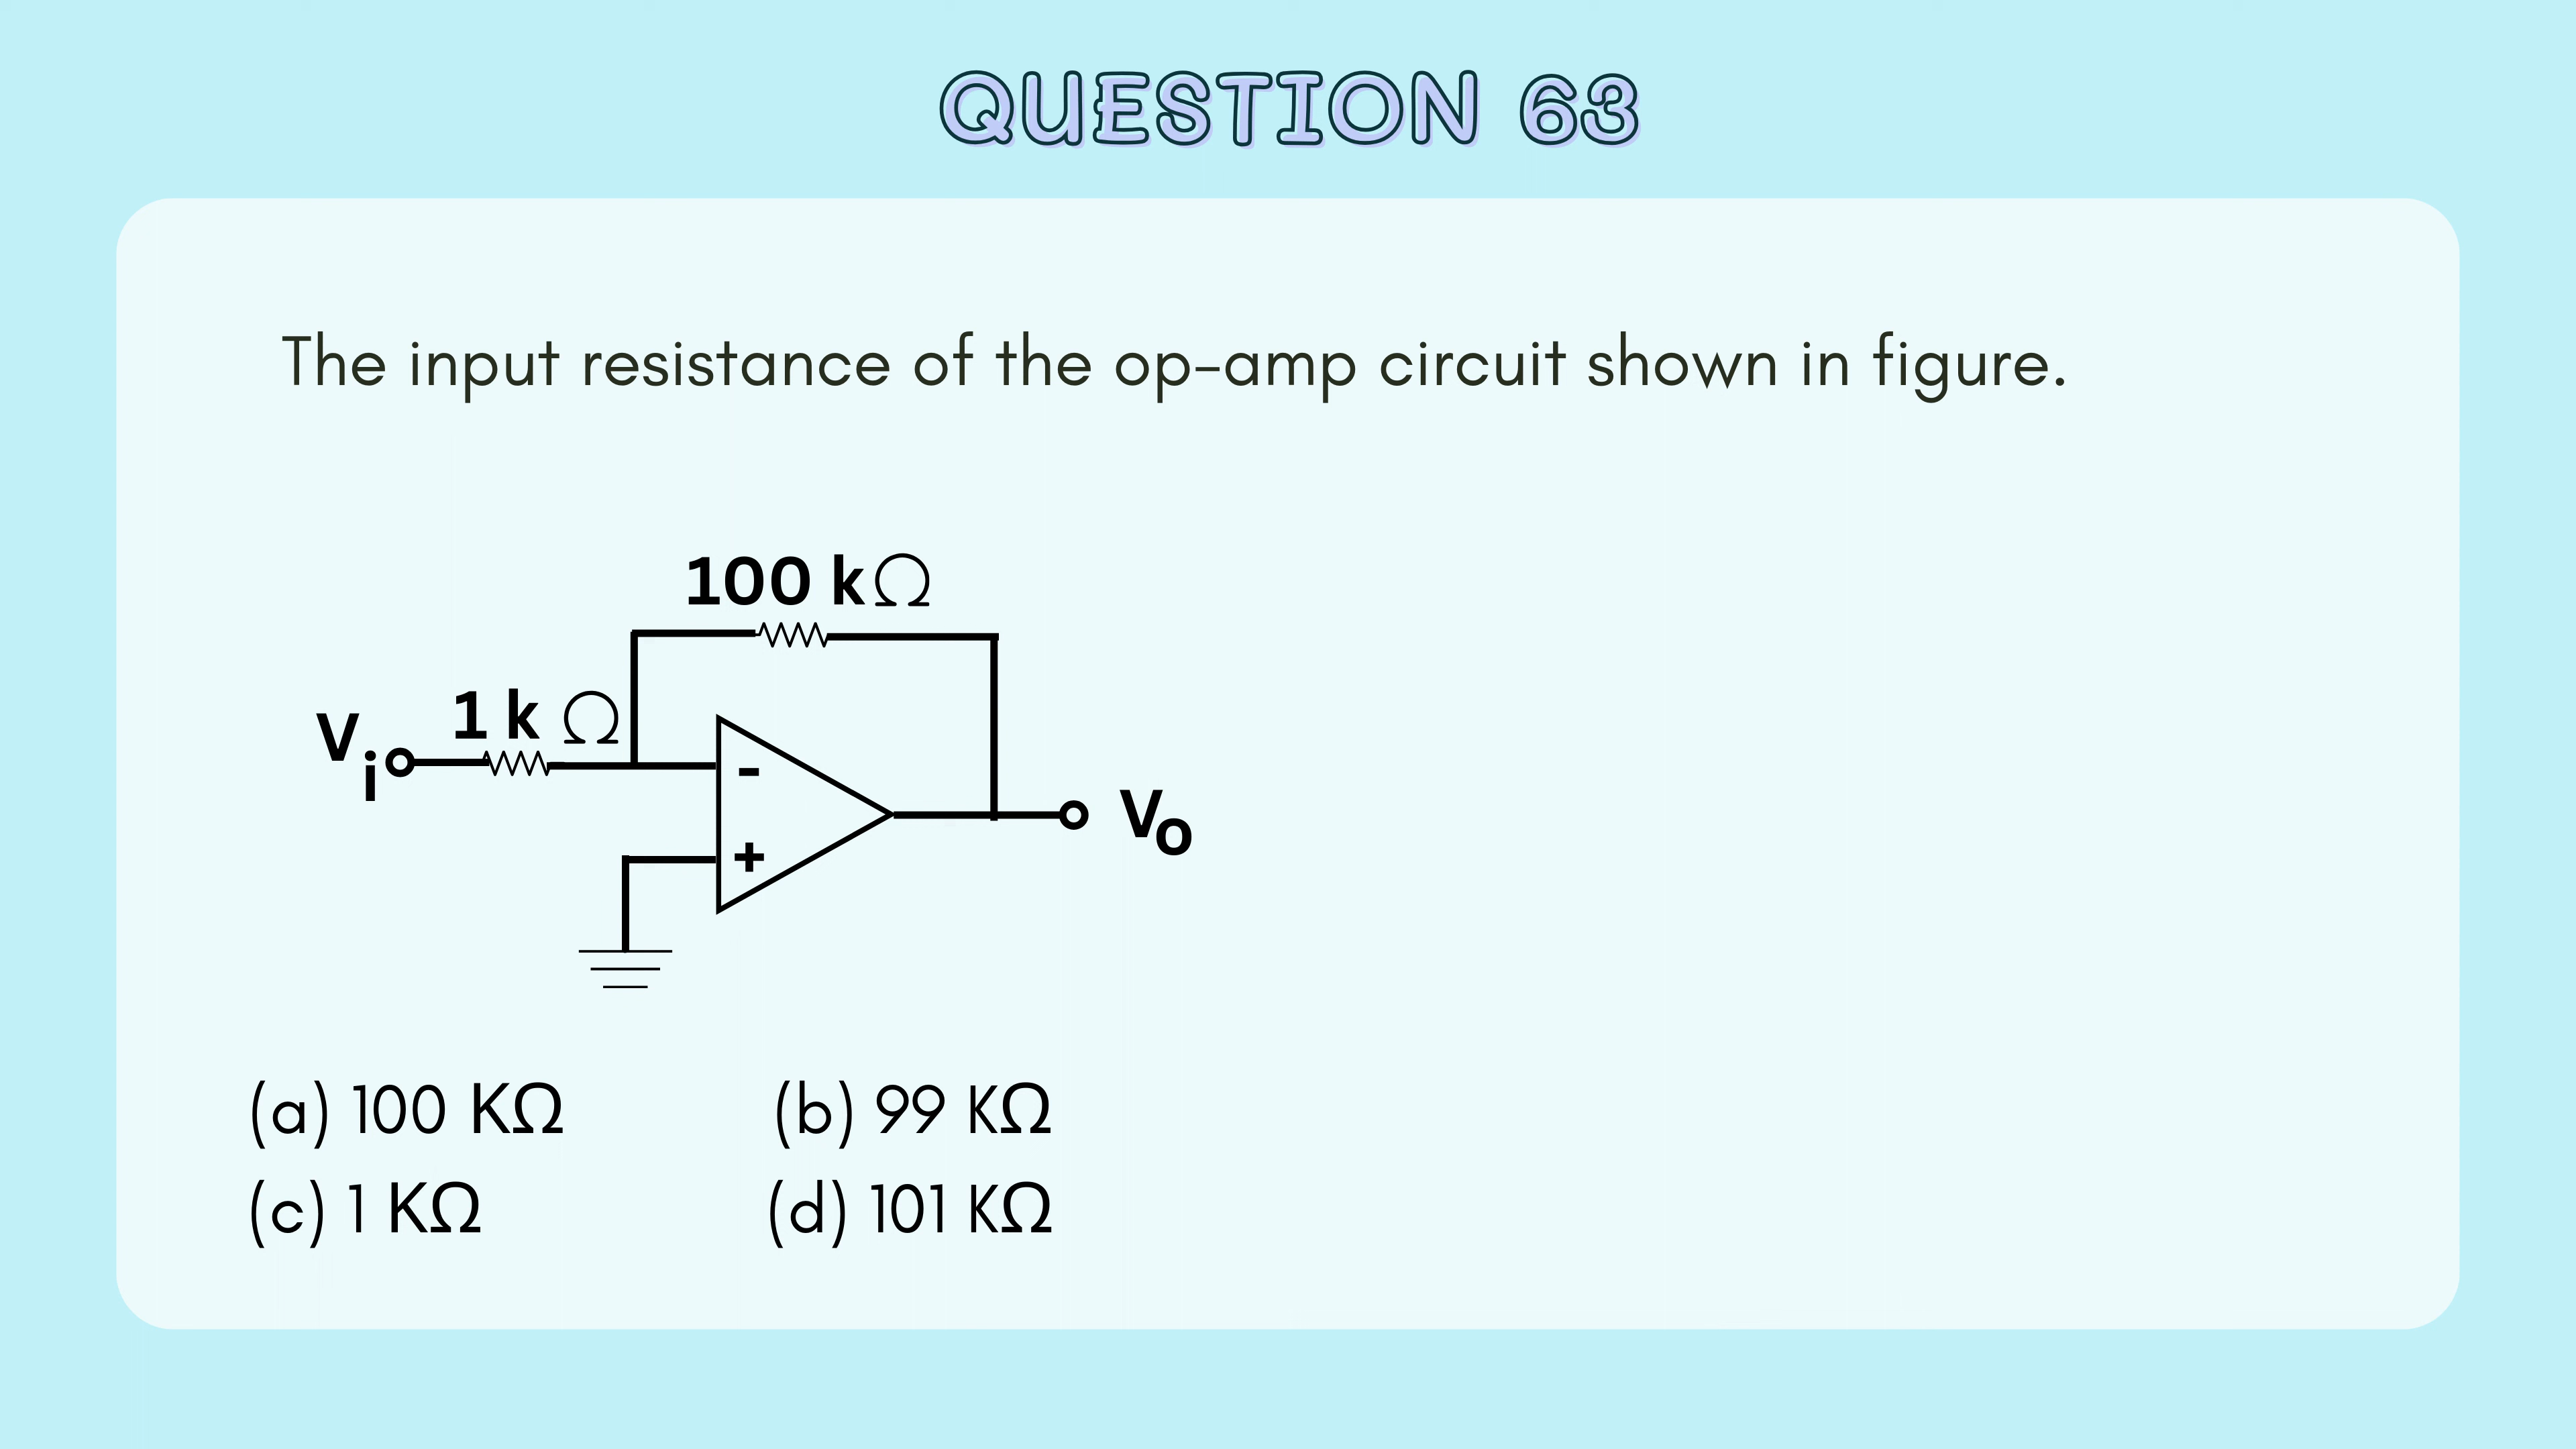 QUESTION 63
The input resistance of the op-amp circuit shown in figure.
100 kΩ
1 k Ω
Vi
-
+
Vo
(a) 100 KΩ (b) 99 KΩ
(c) 1 KΩ (d) 101 KΩ